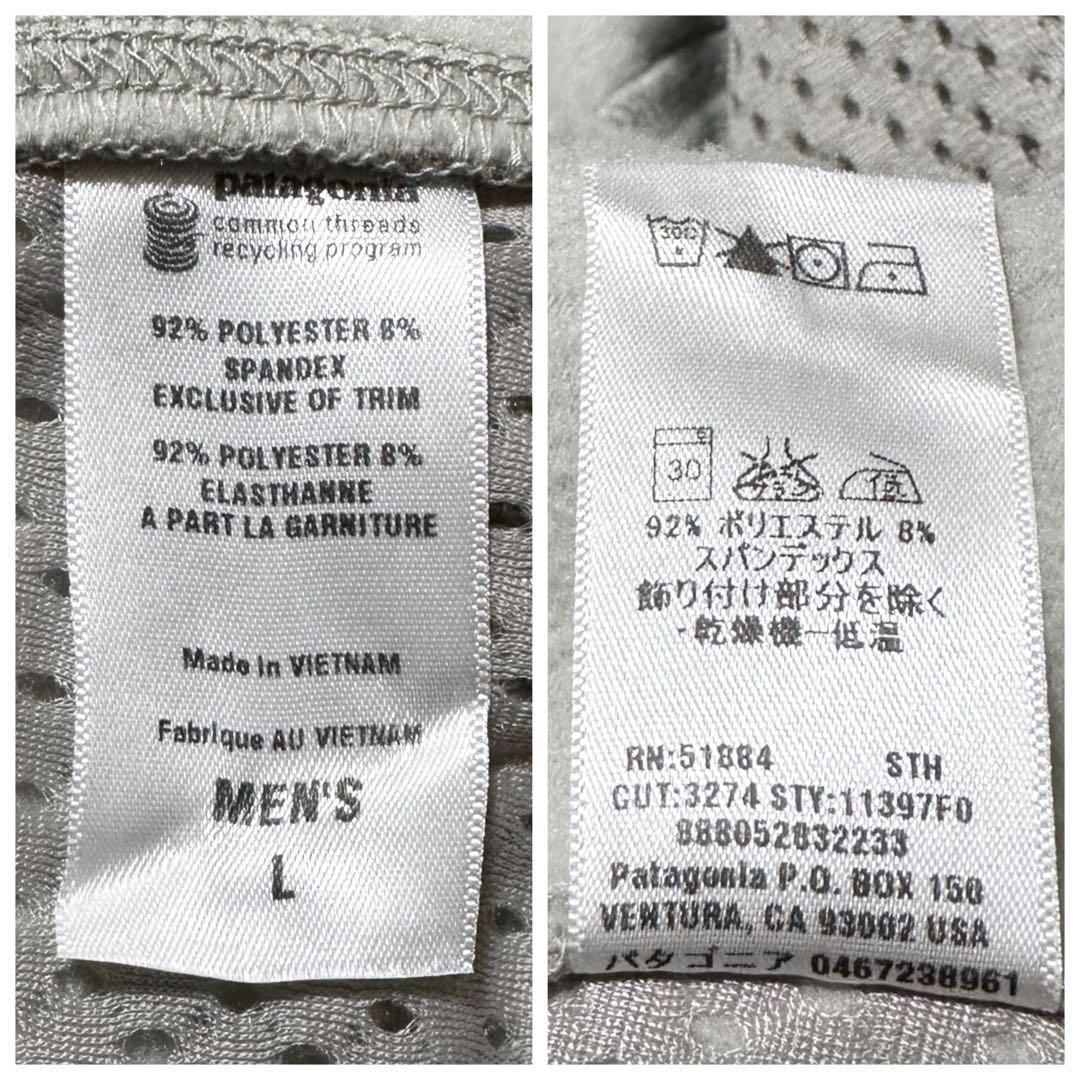 patagonia
common threads
recycling program
92% POLYESTER 8%
SPANDEX
EXCLUSIVE OF TRIM
92% POLYESTER 8%
ELASTHANNE
A PART LA GARNITURE
Made in VIETNAM
Fabrique AU VIETNAM
MEN'S
L
30C
E
30
低
92% ポリエステル 8%
スパンデックス
飾り付け部分を除く
・乾燥機ー低温
RN:51884 STH
CUT:3274 STY:11397F0
888052832233
Patagonia P.O. BOX 150
VENTURA, CA 93002 USA
パタゴニア 0467238961